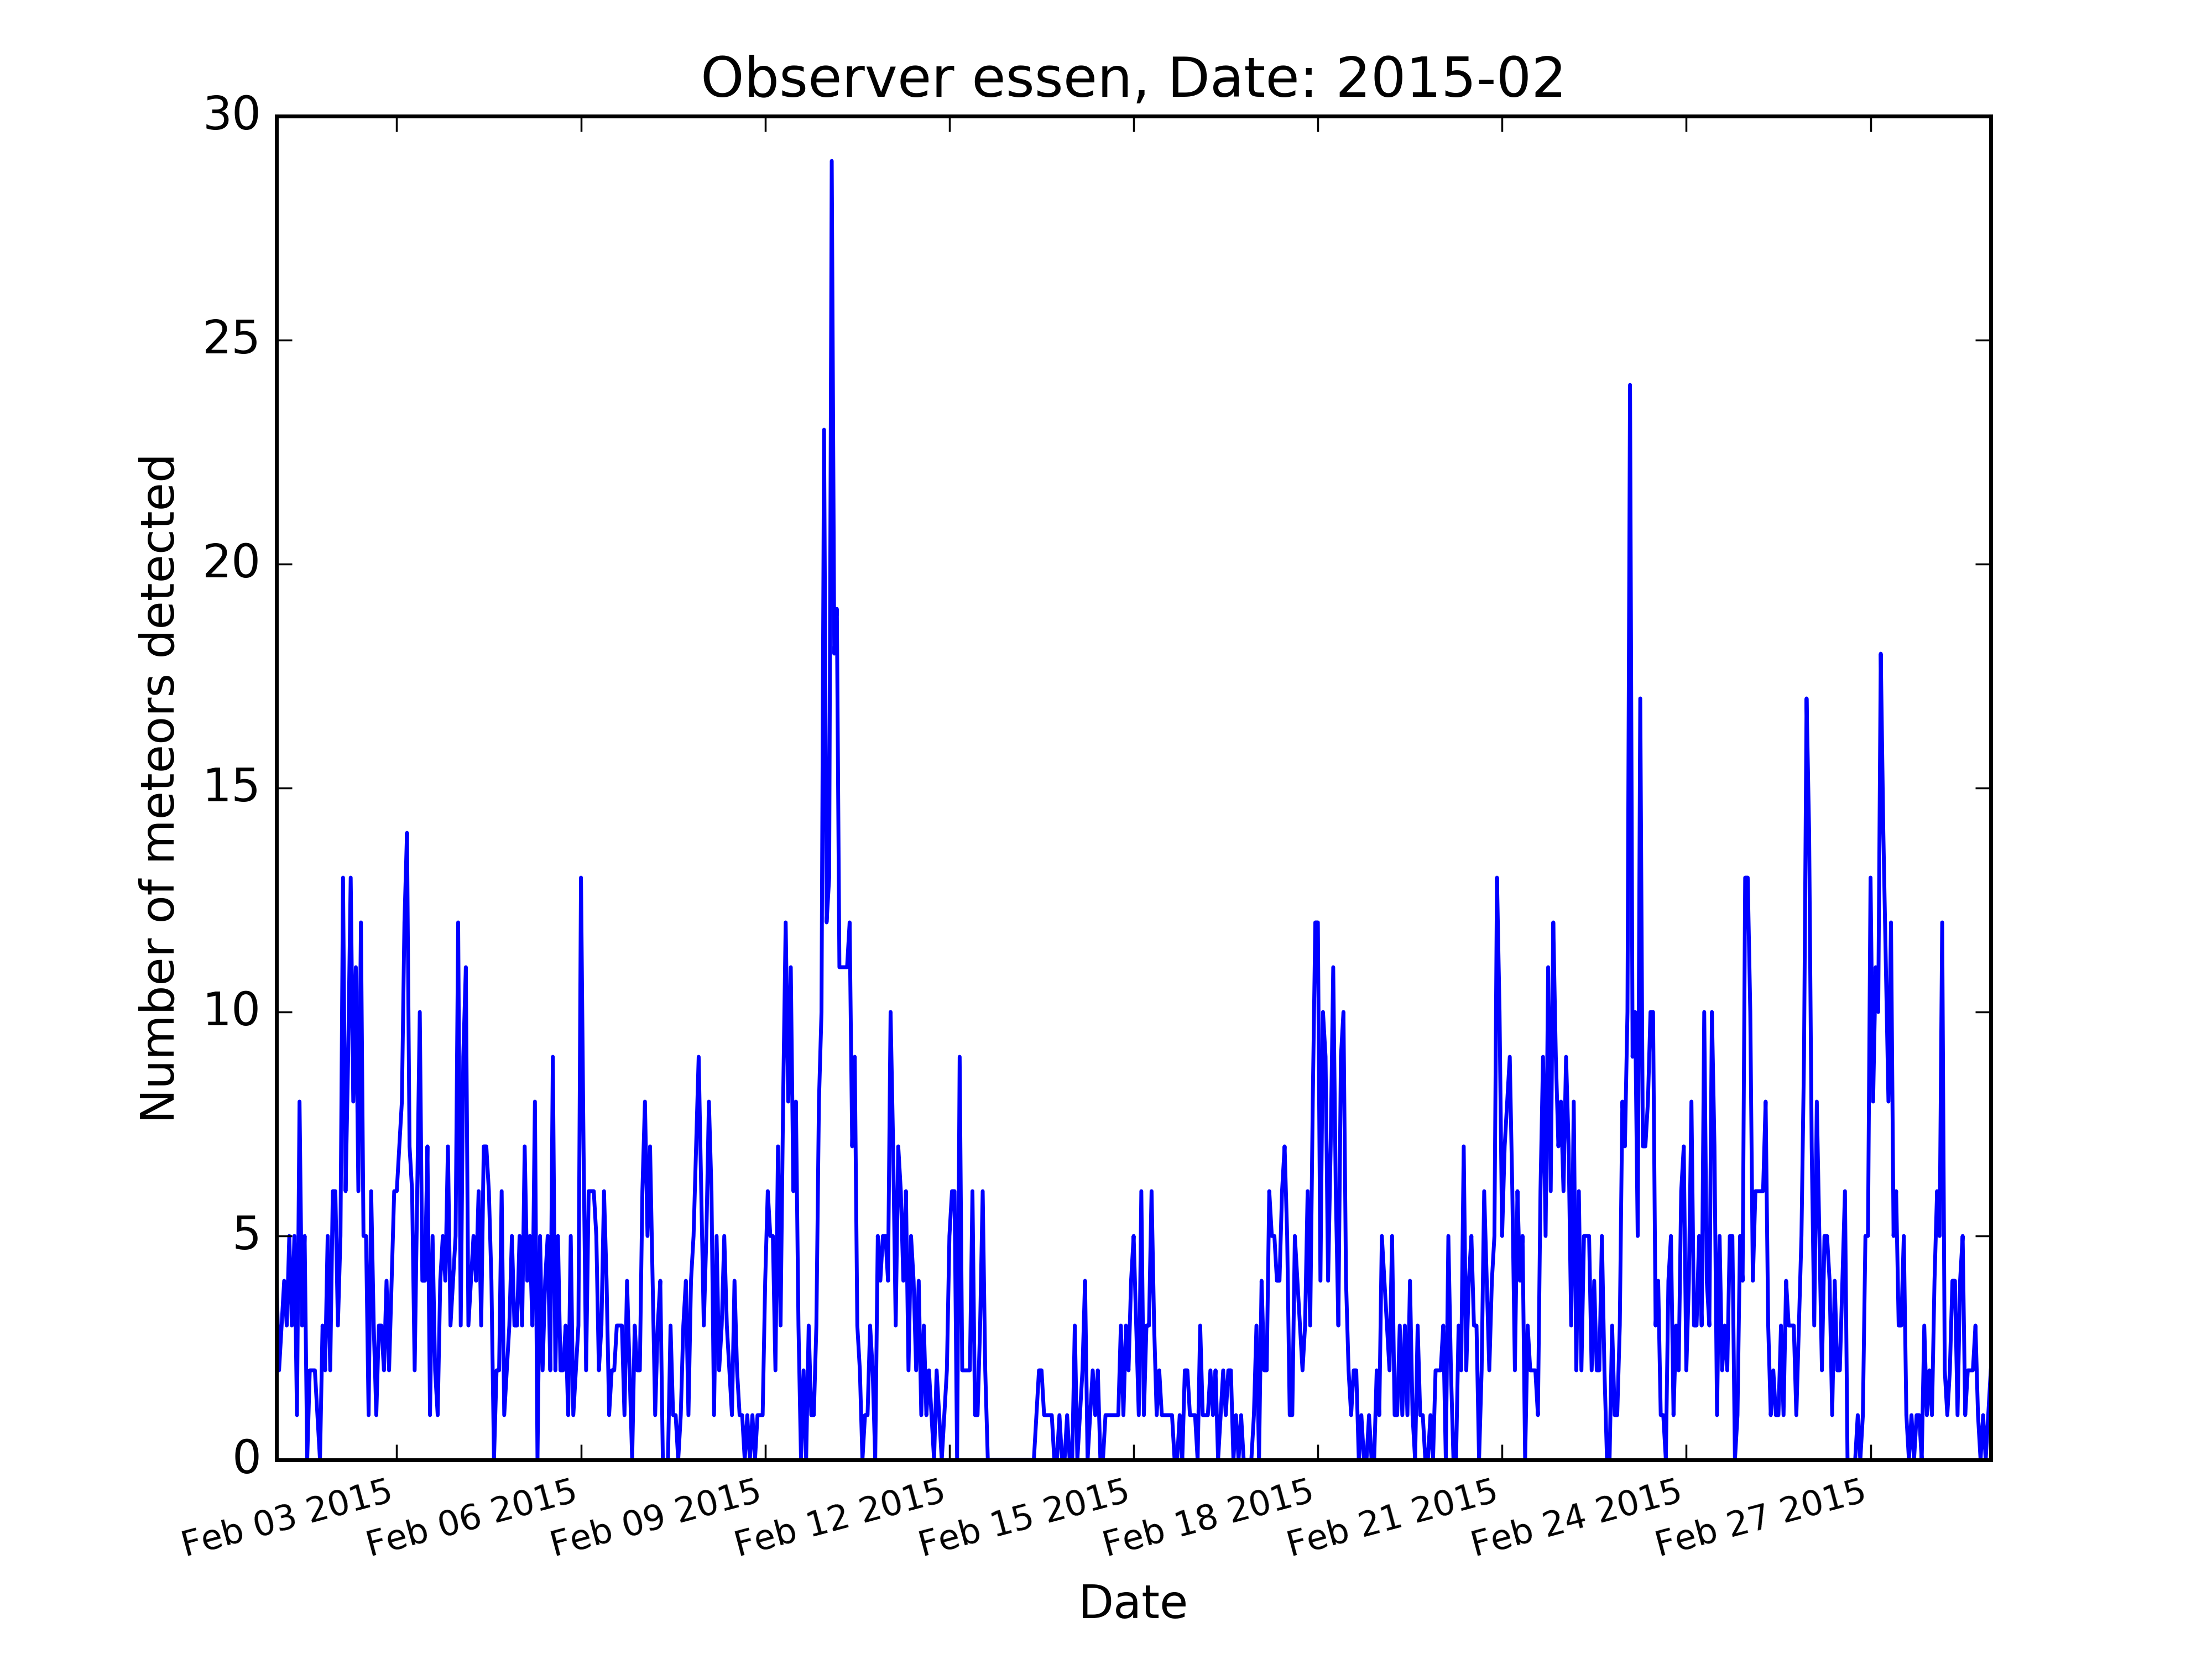 Observer essen, Date: 2015-02
30
25
20
15
10
5
0
Number of meteors detected
Feb 03 2015
Feb 06 2015
Feb 09 2015
Feb 12 2015
Feb 15 2015
Feb 18 2015
Feb 21 2015
Feb 24 2015
Feb 27 2015
Date